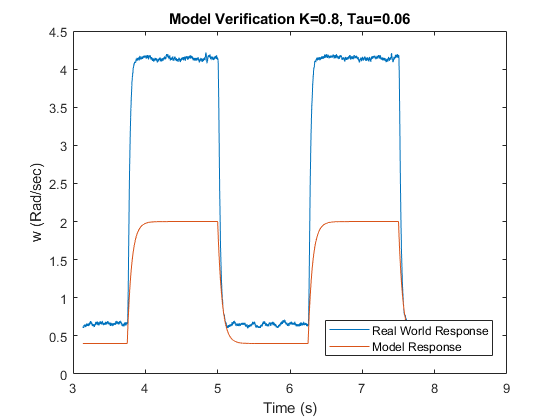 Model Verification K=0.8, Tau=0.06
4.5
4
3.5
3
2.5
2
1.5
1
0.5
0
w (Rad/sec)
Real World Response
Model Response
3 4 5 6 7 8 9
Time (s)